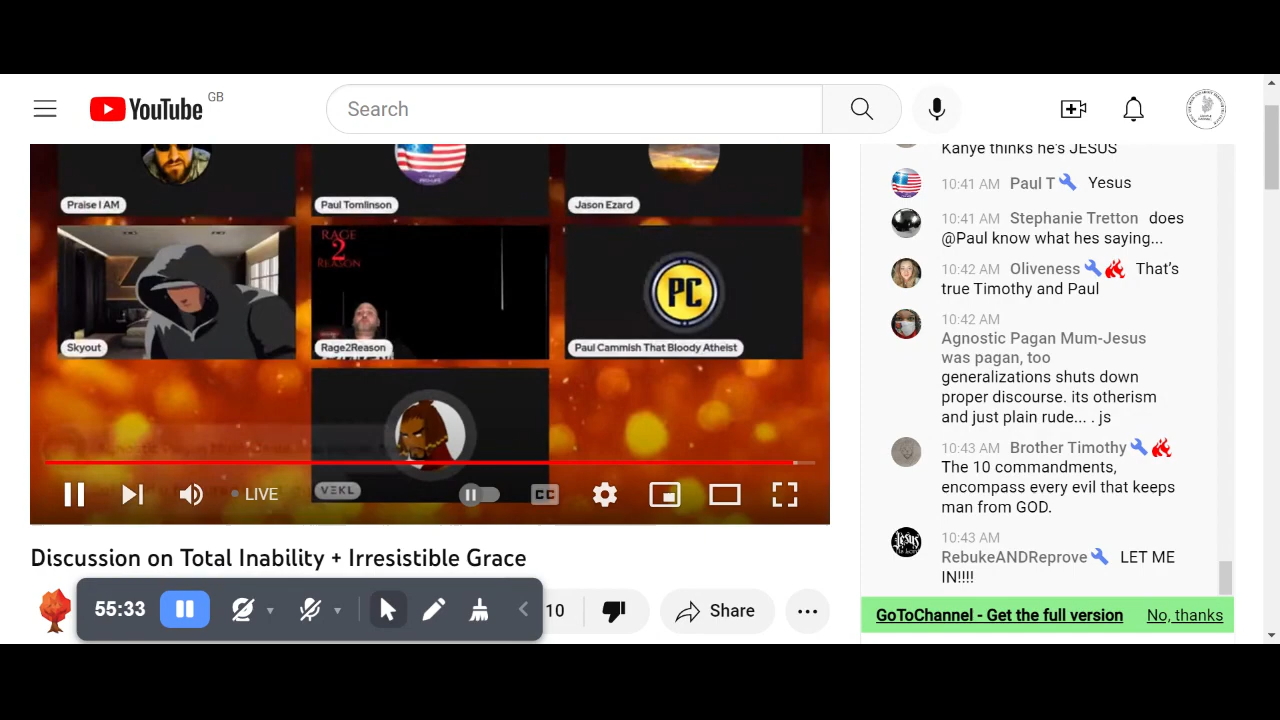 YouTube GB
Search
Kanye thinks he's JESUS
10:41 AM Paul T Yesus
10:41 AM Stephanie Tretton does
@Paul know what hes saying...
10:42 AM Oliveness That's
true Timothy and Paul
10:42 AM
Agnostic Pagan Mum-Jesus
was pagan, too
generalizations shuts down
proper discourse. its otherism
and just plain rude... . js
10:43 AM Brother Timothy
The 10 commandments,
encompass every evil that keeps
man from GOD.
10:43 AM
RebukeANDReprove LET ME
IN!!!!
GoToChannel - Get the full version No, thanks
Praise I AM
Paul Tomlinson
Jason Ezard
RAGE
2
REASON
PC
Skyout
Rage2Reason
Paul Cammish That Bloody Atheist
VEKL
LIVE
CC
Discussion on Total Inability + Irresistible Grace
55:33
10
Share